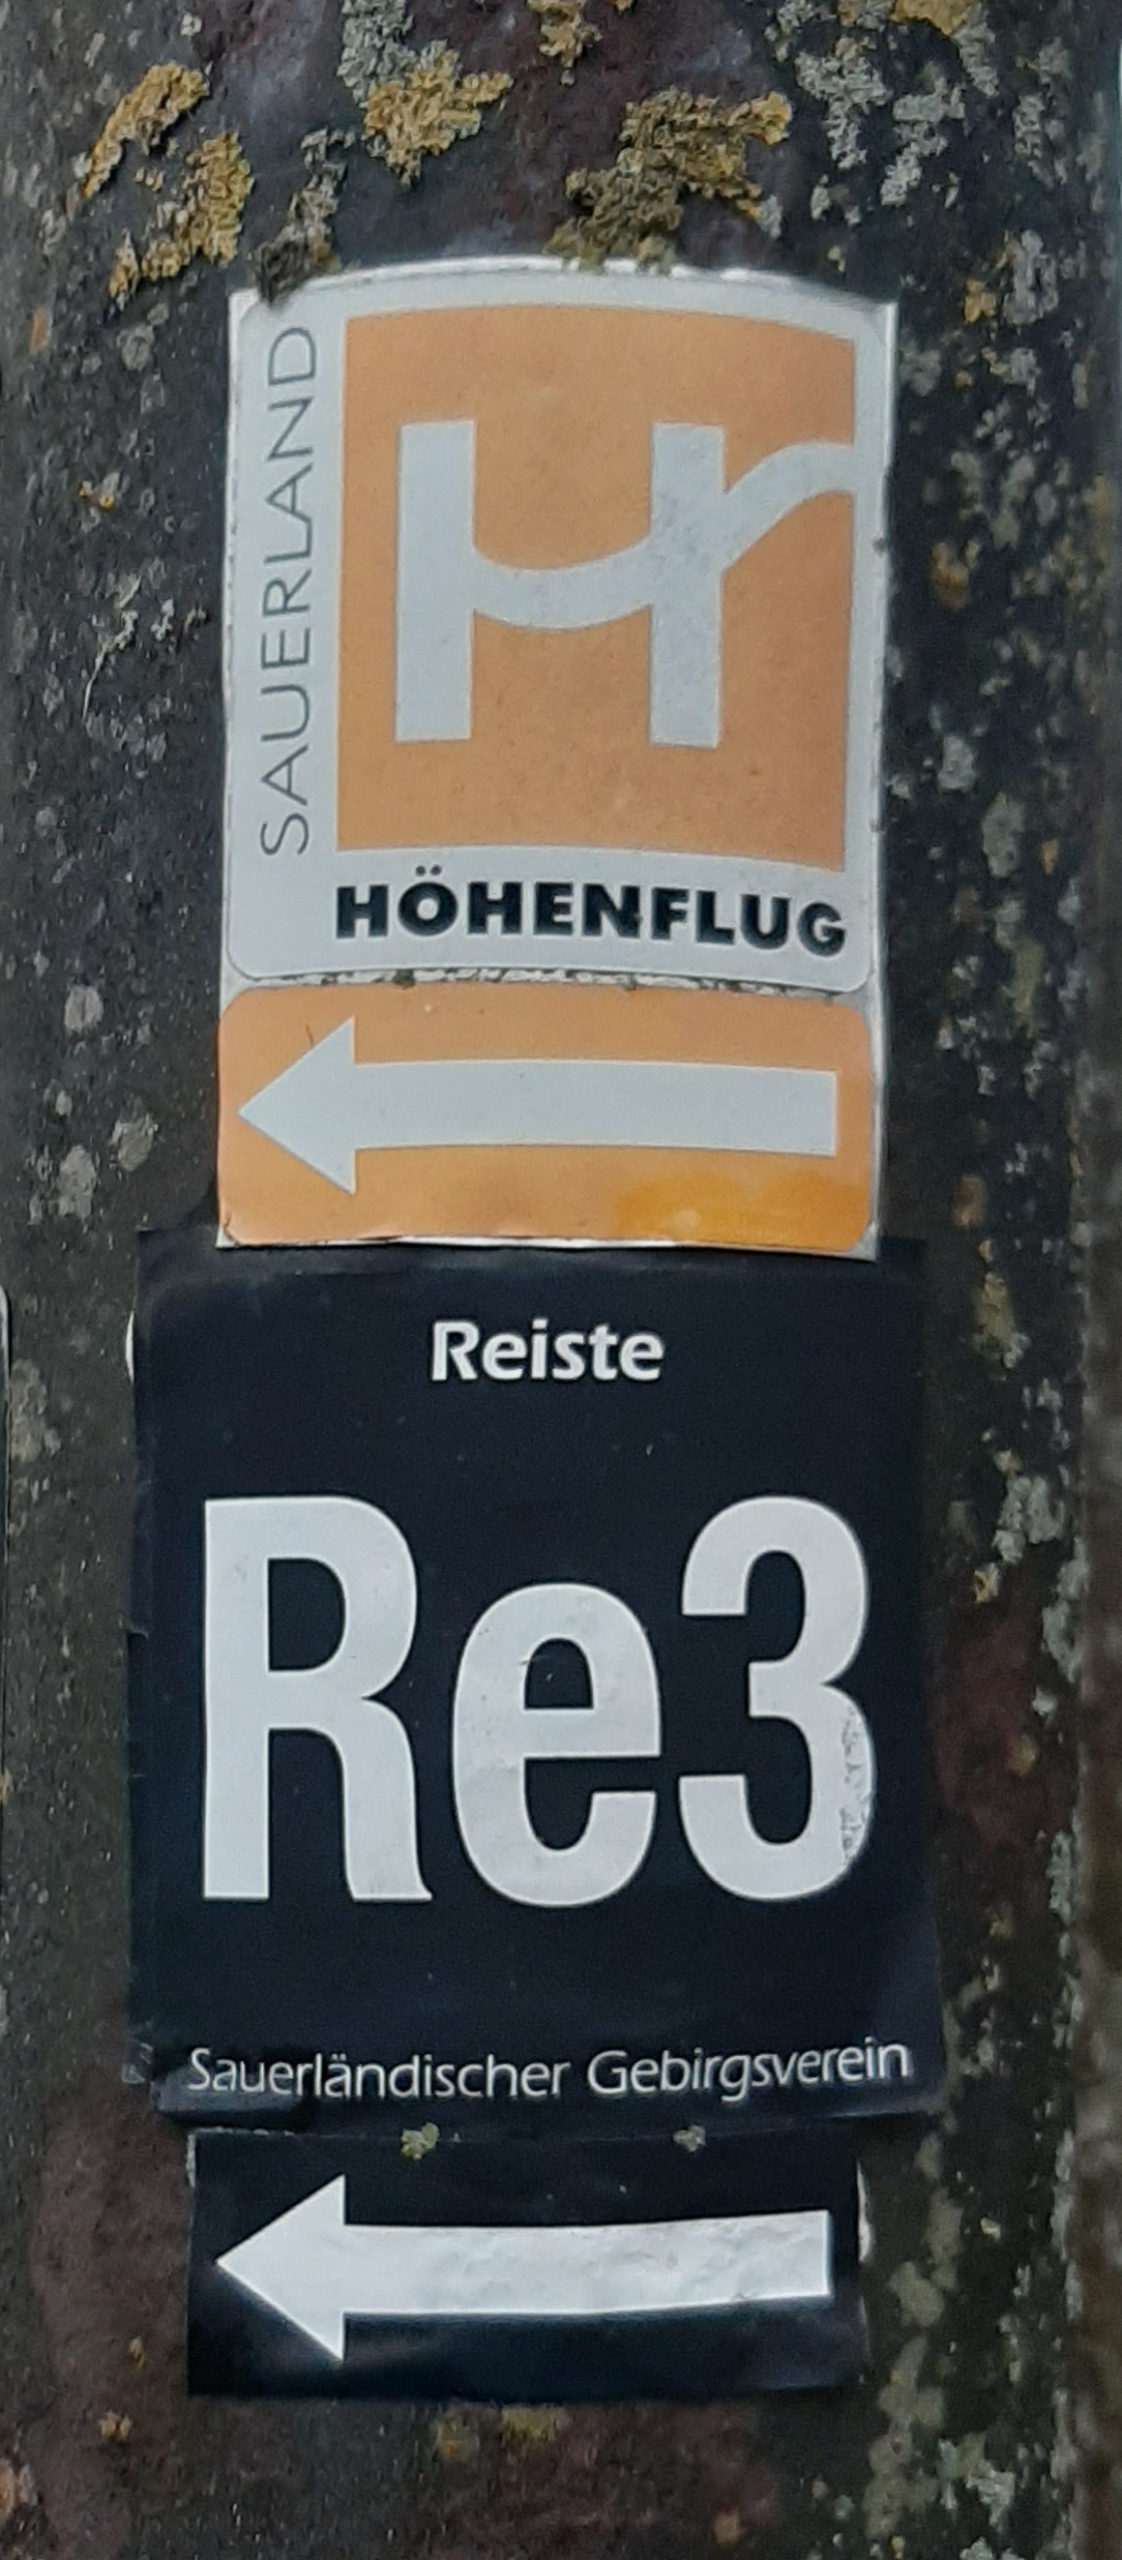 SAUERLAND
H
HÖHENFLUG
Reiste
Re3
Sauerländischer Gebirgsverein